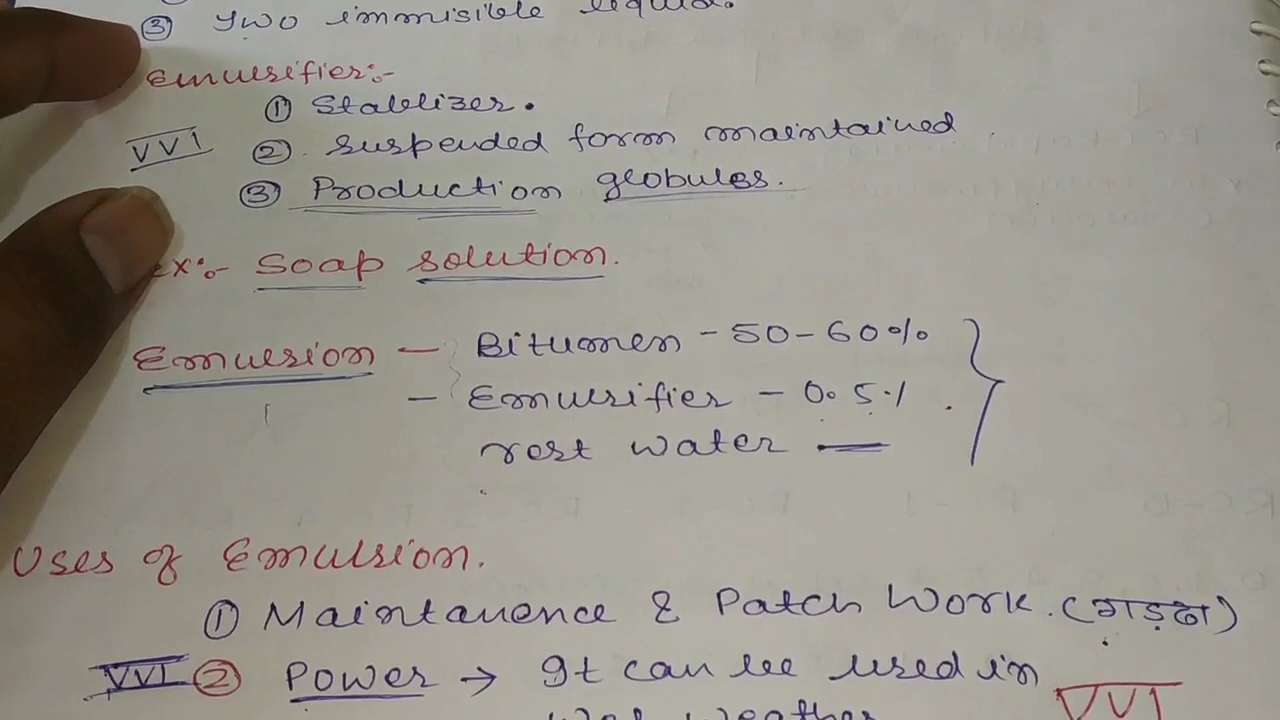 ③ Two immisible liquid.
Emulsifier:-
① Stablizer.
VVI ② Suspended form maintained
③ Production globules.
Ex:- Soap solution.
Emulsion - Bitumen - 50-60%
- Emulsifier - 0.5%
rest water —
Uses of Emulsion.
① Maintanence & Patch Work.
VVI ② Power → It can be used in
VVI
Wet weather